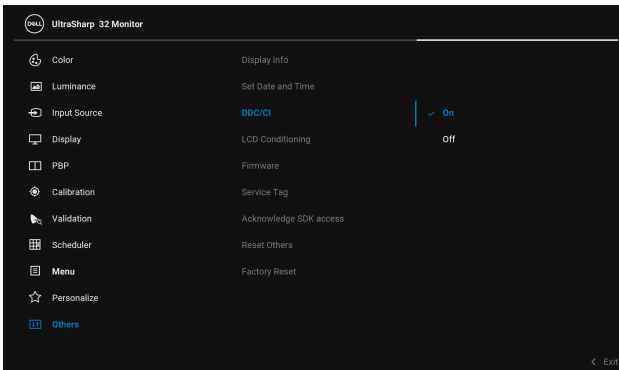 DELL UltraSharp 32 Monitor
Color
Display Info
Luminance
Set Date and Time
Input Source
DDC/CI
On
Display
LCD Conditioning
Off
PBP
Firmware
Calibration
Service Tag
Validation
Acknowledge SDK access
Scheduler
Reset Others
Menu
Factory Reset
Personalize
Others
Exit